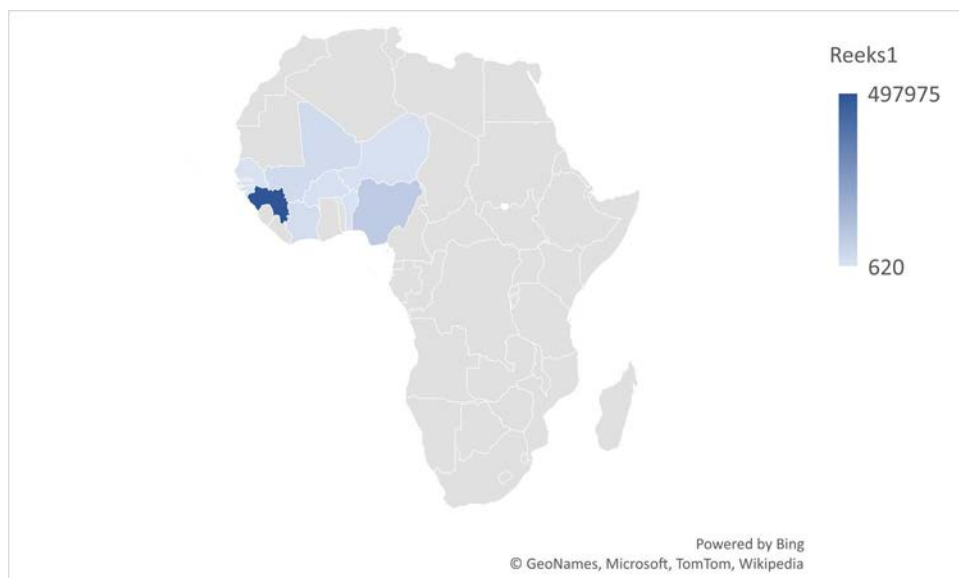 Reeks1
497975
620
Powered by Bing
© GeoNames, Microsoft, TomTom, Wikipedia